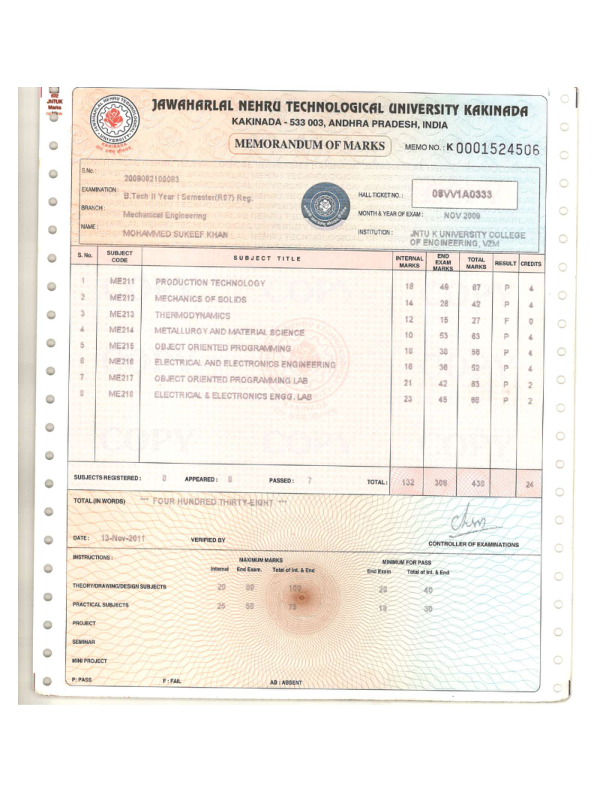 JNTUK
Marks
JAWAHARLAL NEHRU TECHNOLOGICAL UNIVERSITY KAKINADA
KAKINADA - 533 003, ANDHRA PRADESH, INDIA
MEMORANDUM OF MARKS
MEMO NO. : K 0001524506
S.No. :
EXAMINATION : B.Tech II Year I Semester(R07) Reg.
HALL TICKET NO. : 08VV1A0333
BRANCH : Mechanical Engineering
MONTH & YEAR OF EXAM : NOV 2009
NAME : MOHAMMED SUKEEF KHAN
INSTITUTION : JNTU K UNIVERSITY COLLEGE
OF ENGINEERING, VZM
S. No. SUBJECT CODE SUBJECT TITLE INTERNAL MARKS END EXAM MARKS TOTAL MARKS RESULT CREDITS
1 ME211 PRODUCTION TECHNOLOGY 18 49 67 P 4
2 ME212 MECHANICS OF SOLIDS 14 28 42 P 4
3 ME213 THERMODYNAMICS 12 15 27 F 0
4 ME214 METALLURGY AND MATERIAL SCIENCE 10 53 63 P 4
5 ME215 OBJECT ORIENTED PROGRAMMING 18 38 56 P 4
6 ME216 ELECTRICAL AND ELECTRONICS ENGINEERING 16 36 52 P 4
7 ME217 OBJECT ORIENTED PROGRAMMING LAB 21 42 63 P 2
8 ME218 ELECTRICAL & ELECTRONICS ENGG. LAB 23 45 68 P 2
COPY COPY COPY
SUBJECTS REGISTERED : 8 APPEARED : 8 PASSED : 7 TOTAL : 132 306 438 24
TOTAL (IN WORDS) *** FOUR HUNDRED THIRTY-EIGHT ***
DATE : 13-Nov-2011 VERIFIED BY CONTROLLER OF EXAMINATIONS
INSTRUCTIONS : MAXIMUM MARKS MINIMUM FOR PASS
Internal End Exam. Total of Int. & End End Exam Total of Int. & End
THEORY/DRAWING/DESIGN SUBJECTS 20 80 100 28 40
PRACTICAL SUBJECTS 25 50 75 18 30
PROJECT
SEMINAR
MINI PROJECT
P : PASS F : FAIL AB : ABSENT